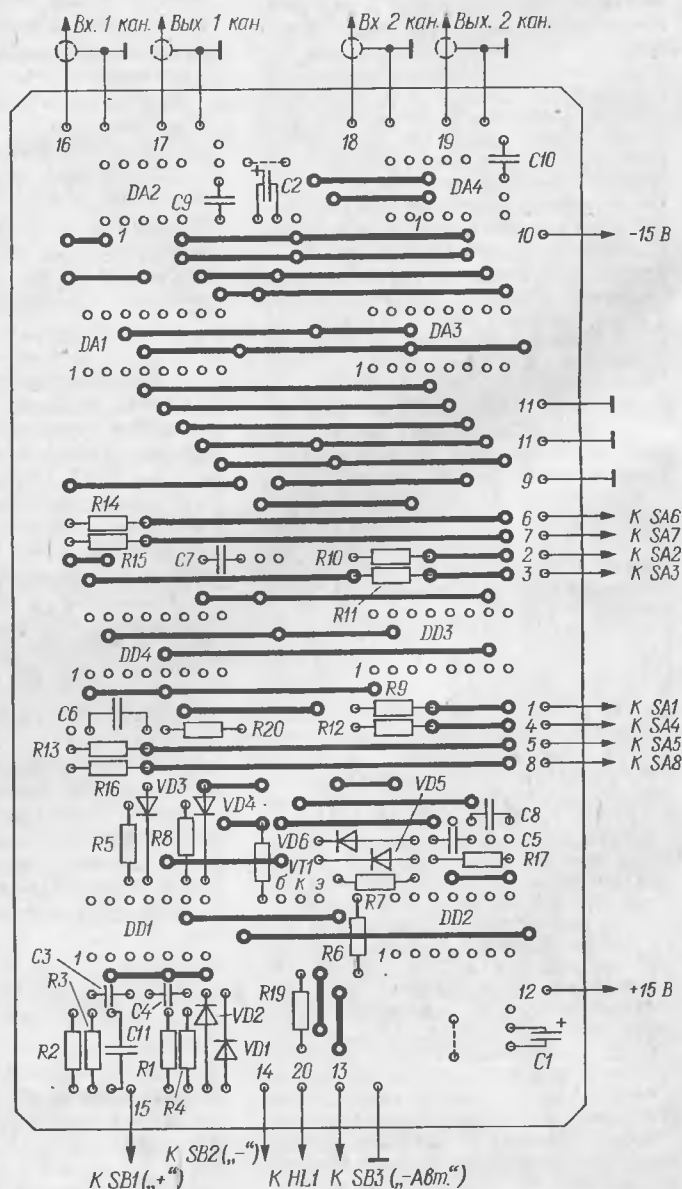 Вх. 1 кан. Вых 1 кан. Вх 2 кан. Вых. 2 кан.
16 17 18 19
DA2 C9 C2 DA4 C10
+
1 1 10 -15 В
DA1 DA3
1 1
11
11
9
R14 6 К SA6
7 К SA7
R15 C7 R10 2 К SA2
3 К SA3
R11
DD4 DD3
1 1
R9
C6 1 К SA1
R20 R12 4 К SA4
R13 5 К SA5
8 К SA8
R16
VD3 VD4 VD5
C8
R5 R8 VD6 C5
R17
VT1
б к э
R7
DD1 DD2
R6
C3 1 1
R3
R19 12 +15 В
C4 VD2
C11
R2 R1 VD1 C1
+
R4
15 14 20 13
К SB2 („–“)
К SB1 („+“) К HL1 К SB3 („–Авт.“)